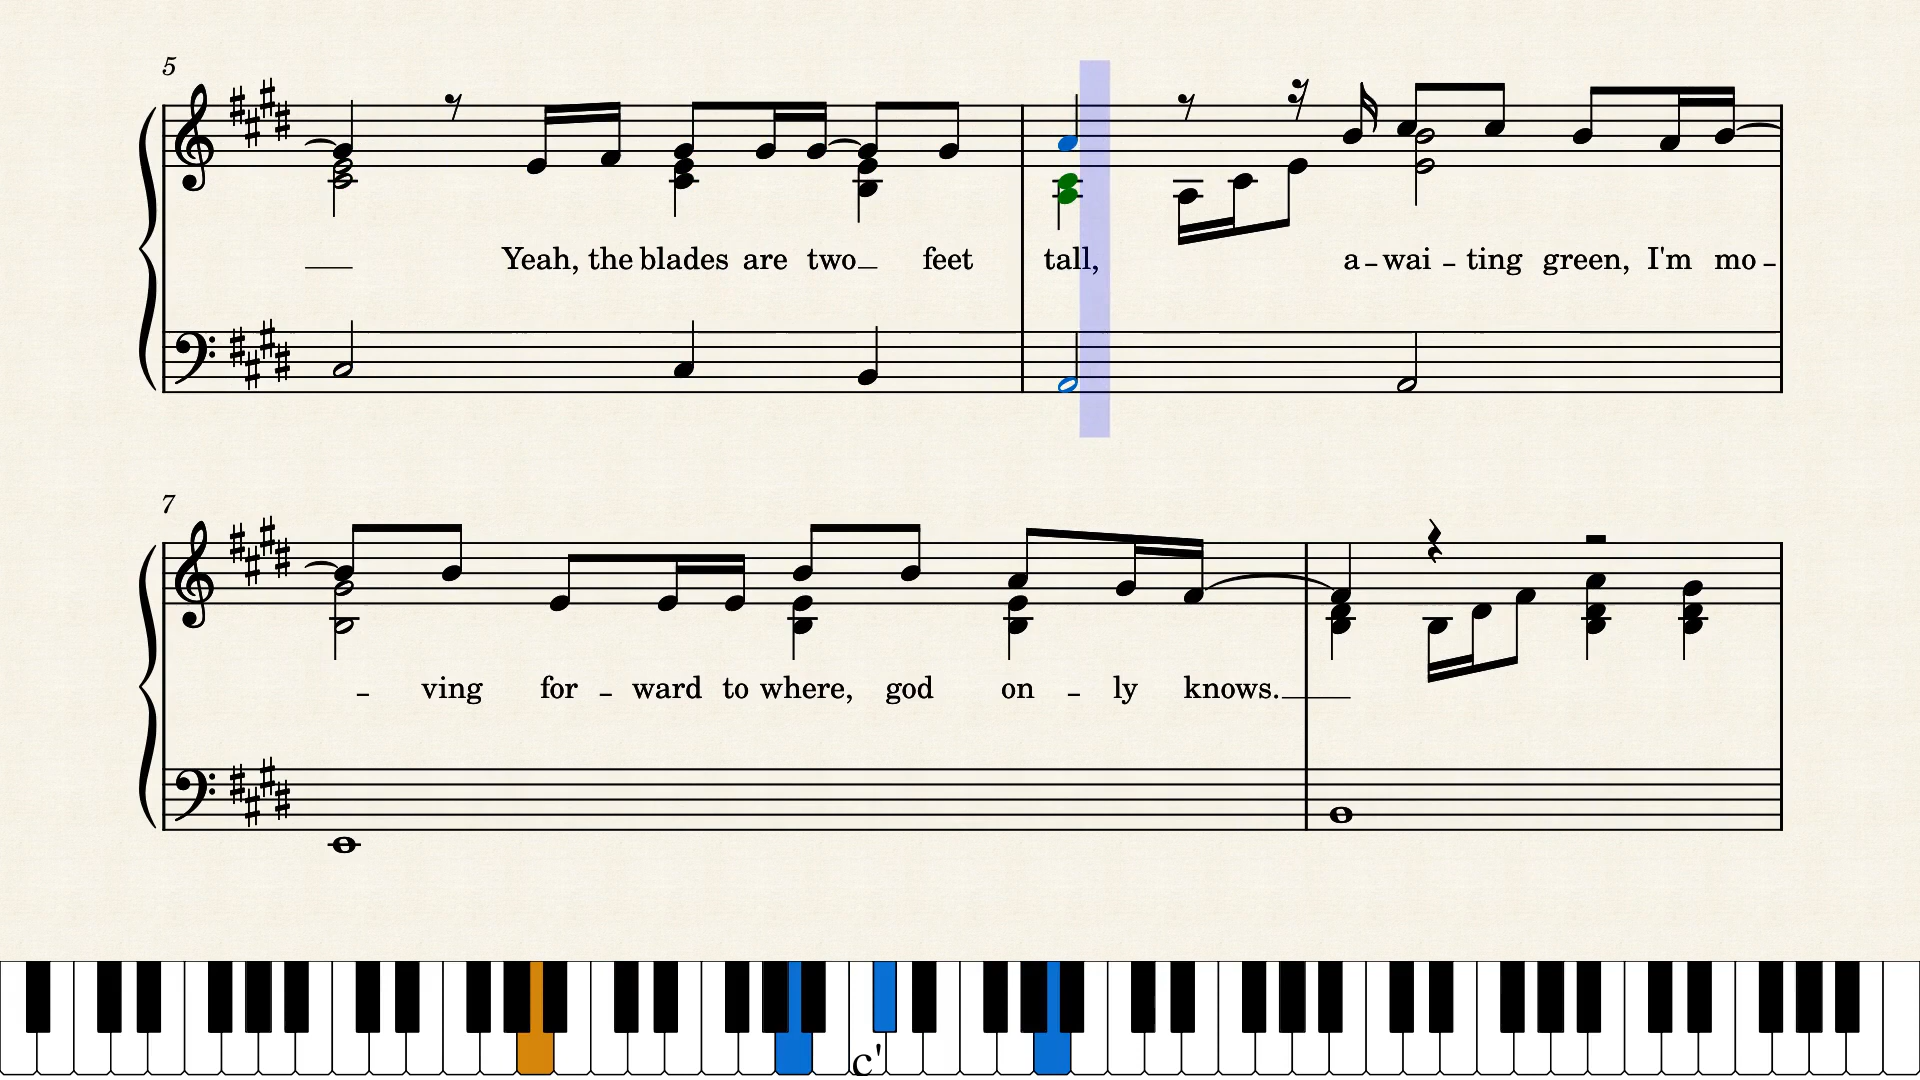 5
Yeah, the blades are two feet tall, a - wai - ting green, I'm mo -
7
- ving for - ward to where, god on - ly knows.
c'